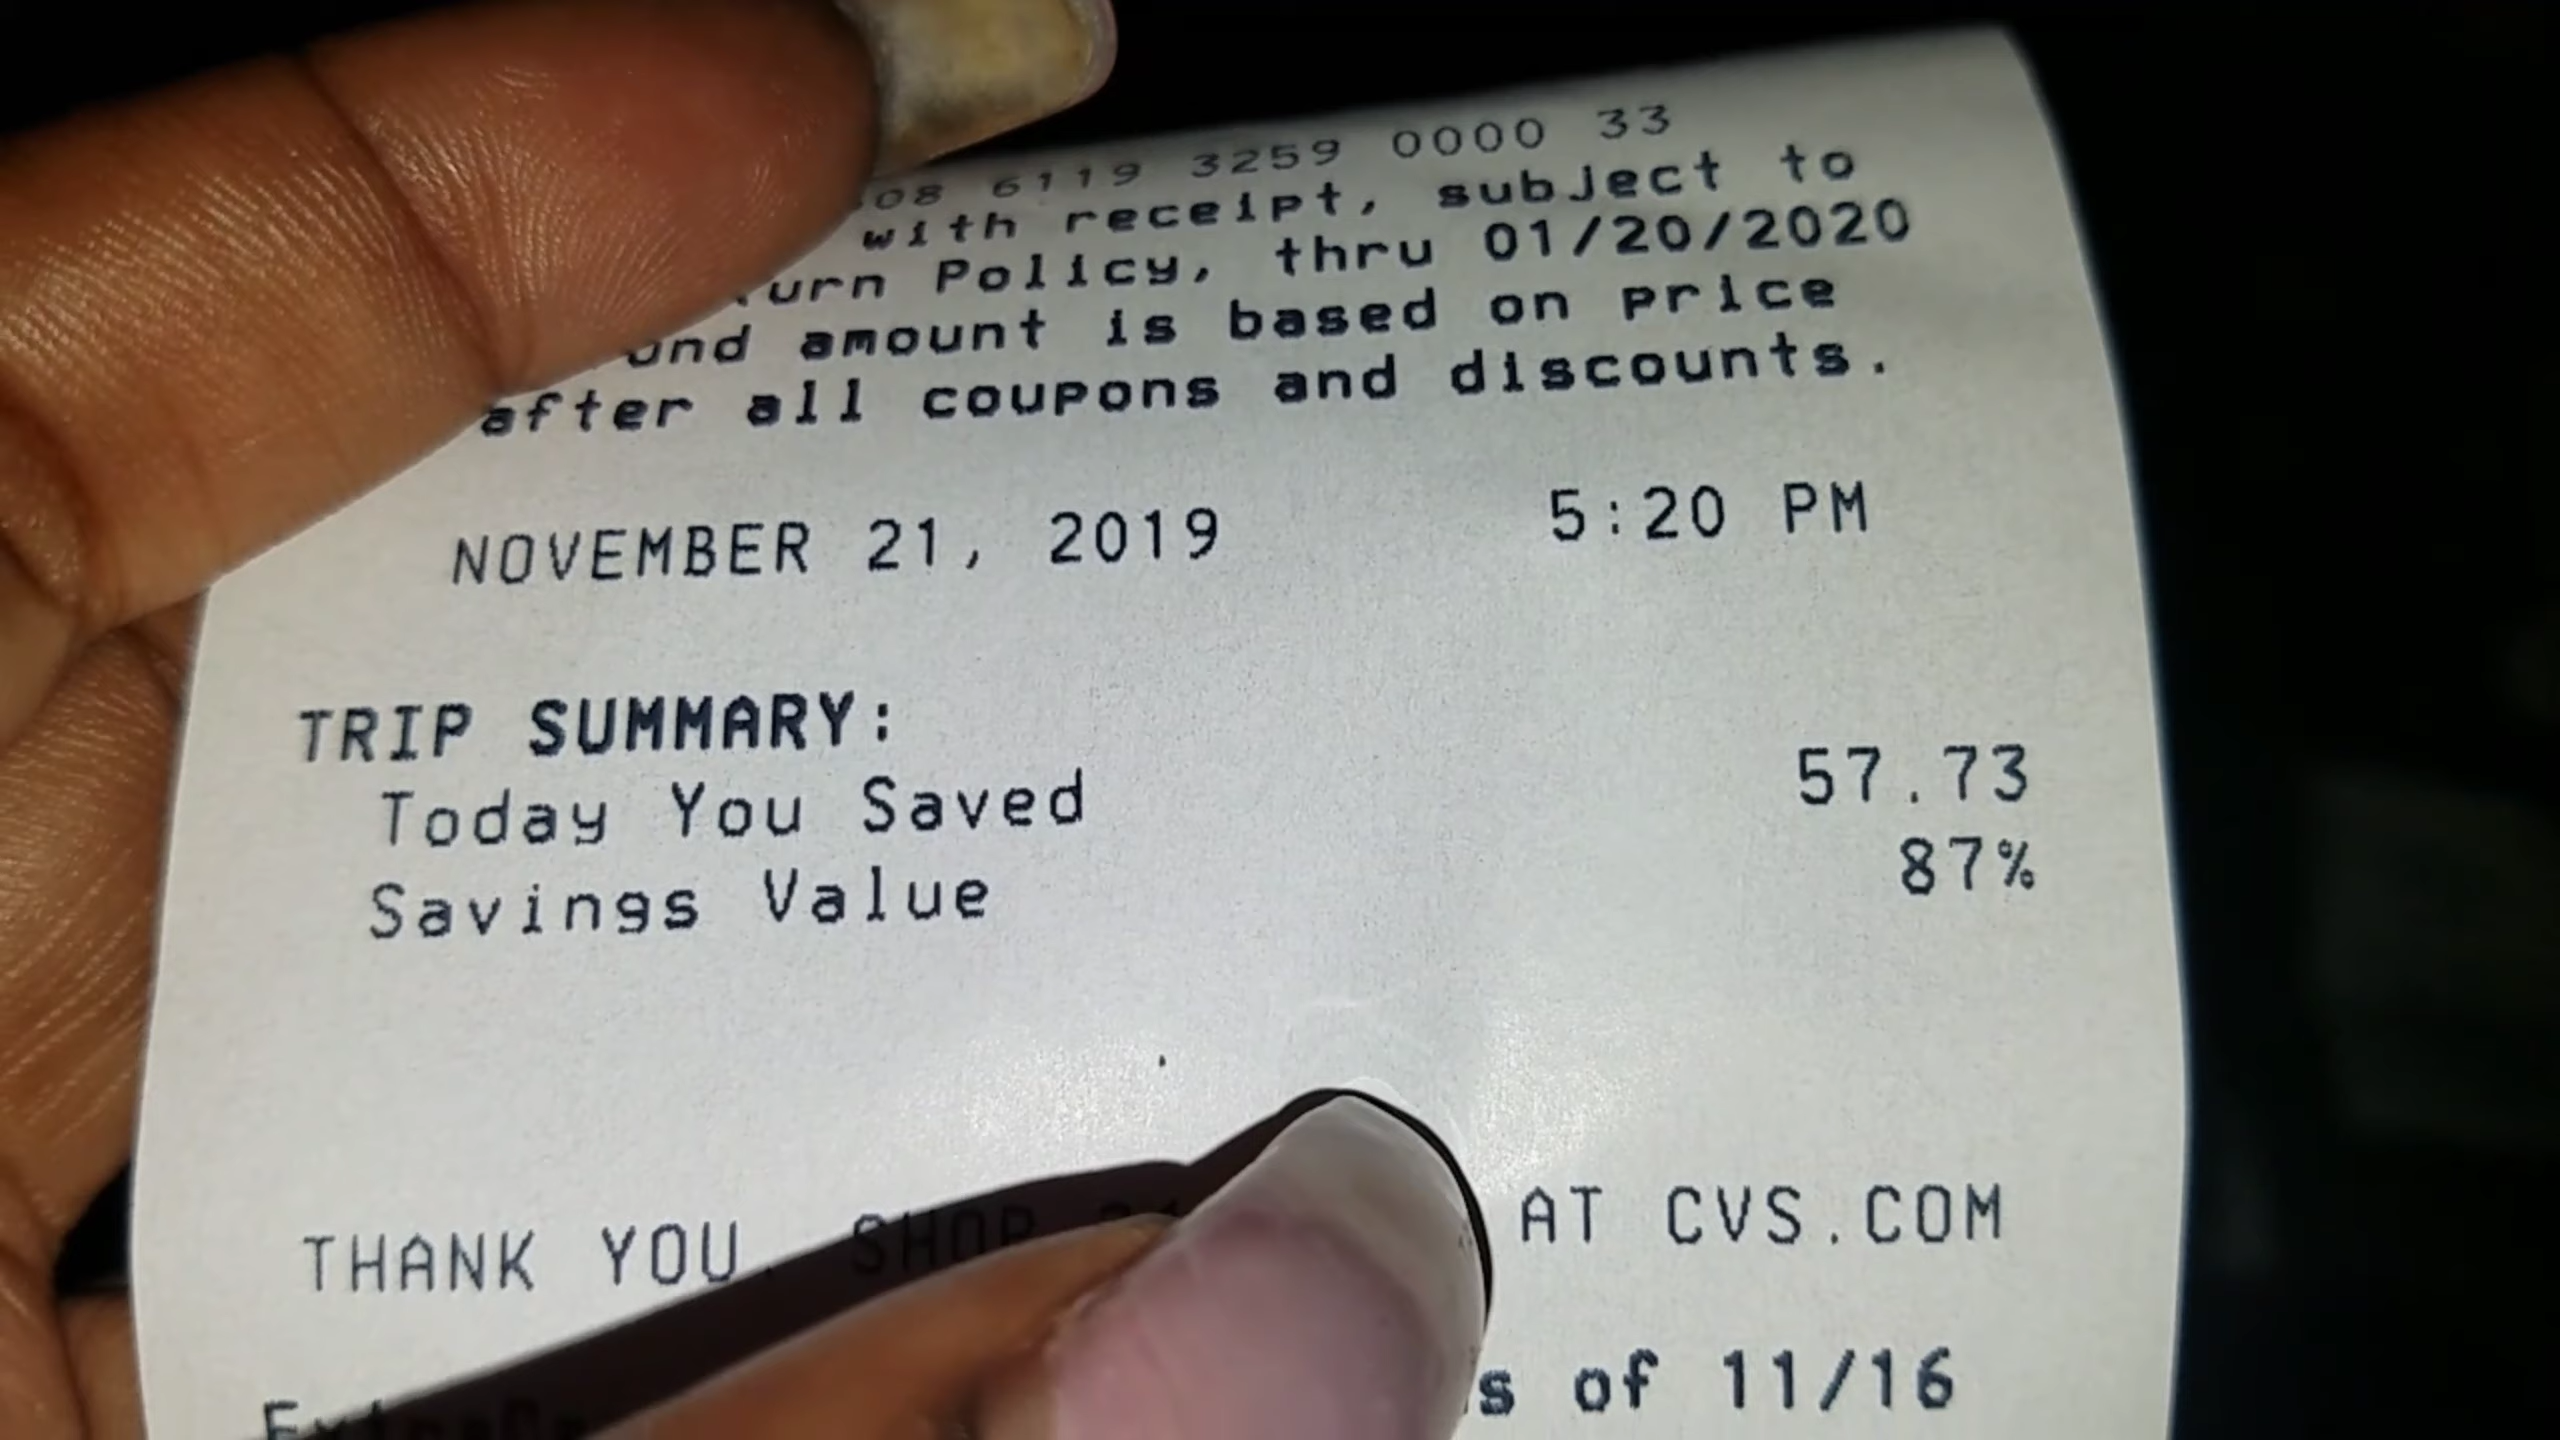 08 6119 3259 0000 33
with receipt, subject to
Policy, thru 01/20/2020
amount is based on price
after all coupons and discounts.
NOVEMBER 21, 2019 5:20 PM
TRIP SUMMARY:
Today You Saved 57.73
Savings Value 87%
THANK YOU. SHOP AT CVS.COM
of 11/16